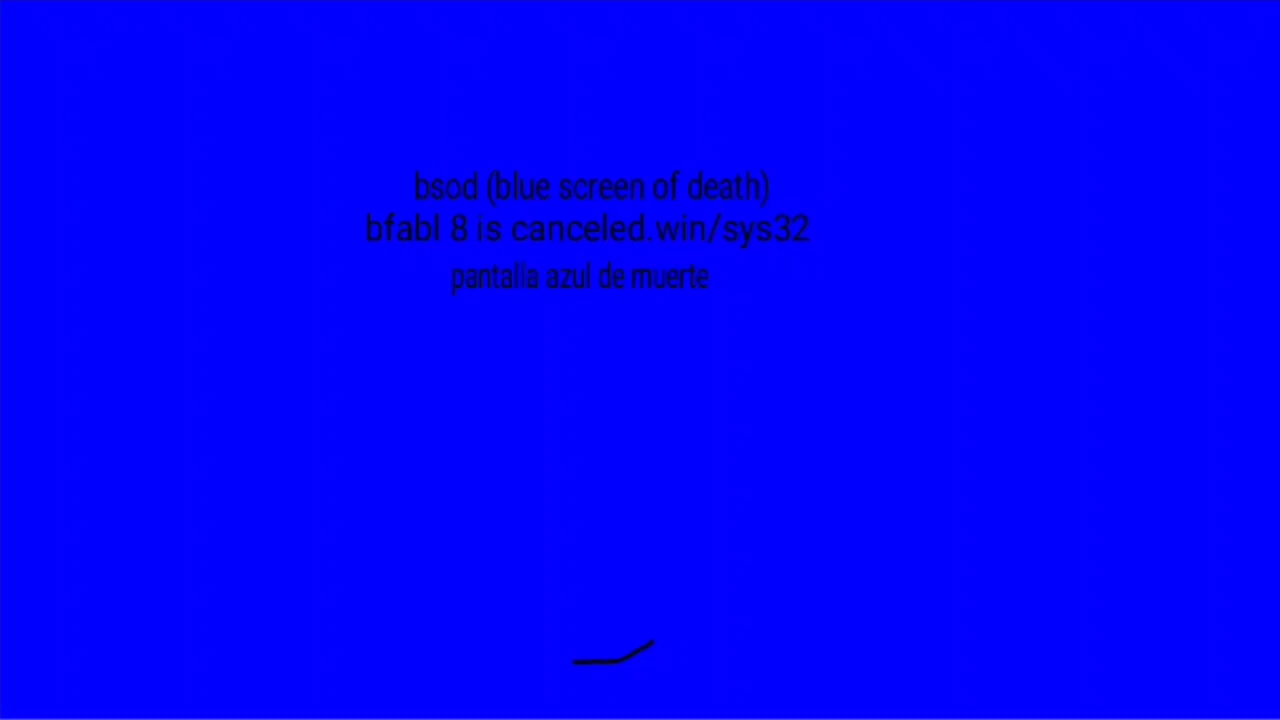 bsod (blue screen of death)
bfabl 8 is canceled.win/sys32
pantalla azul de muerte